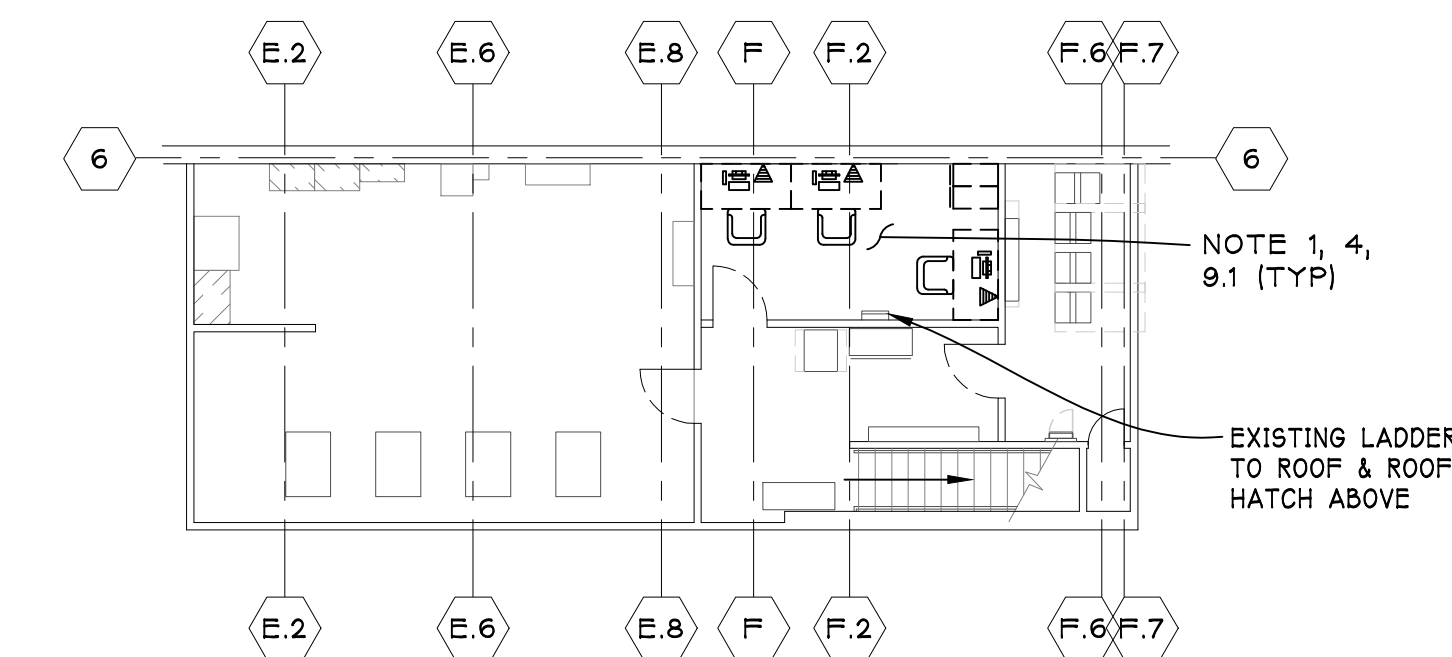 E.2 E.6 E.8 F F.2 F.6 F.7
6 6
NOTE 1, 4,
9.1 (TYP)
EXISTING LADDER
TO ROOF & ROOF
HATCH ABOVE
E.2 E.6 E.8 F F.2 F.6 F.7